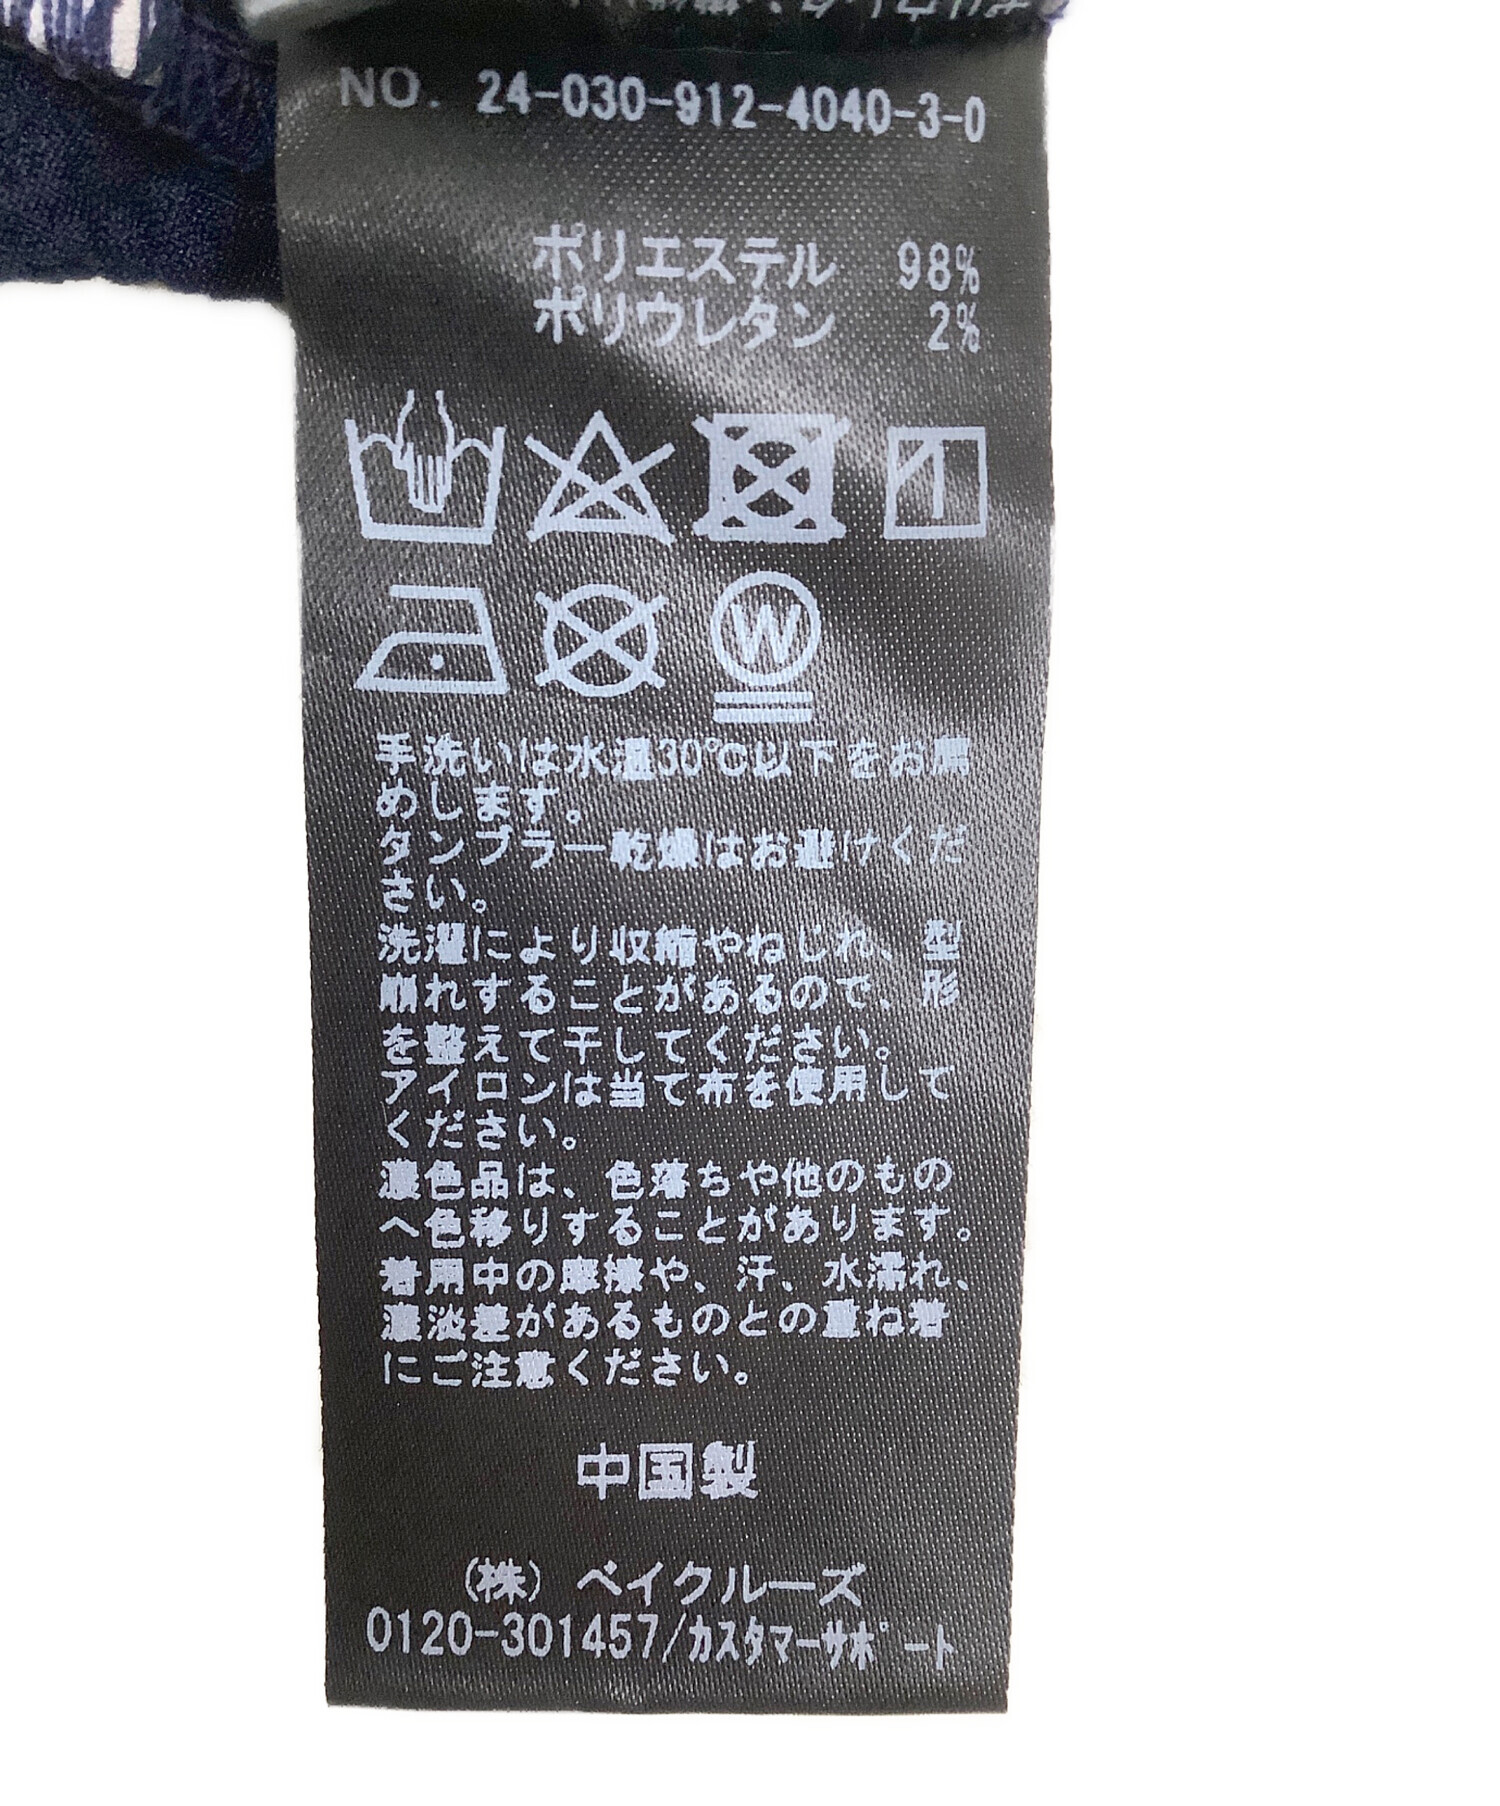 NO. 24-030-912-4040-3-0
ポリエステル 98%
ポリウレタン 2%
W
手洗いは水温30℃以下をお薦
めします。
タンブラー乾燥はお避けくだ
さい。
洗濯により収縮やねじれ、型
崩れすることがあるので、形
を整えて干してください。
アイロンは当て布を使用して
ください。
濃色品は、色落ちや他のもの
へ色移りすることがあります。
着用中の摩擦や、汗、水濡れ、
濃淡差があるものとの重ね着
にご注意ください。
中国製
(株) ベイクルーズ
0120-301457/カスタマーサポート